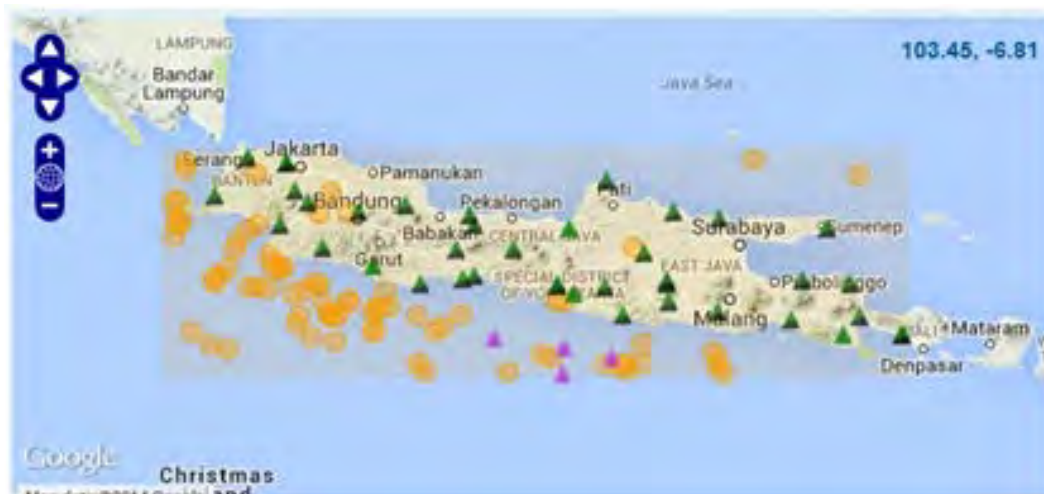 LAMPUNG
103.45, -6.81
Bandar
Lampung
Java Sea
Serang
Jakarta
BANTEN
Pamanukan
Bandung
Pekalongan
Pati
Babakan
CENTRAL JAVA
Surabaya
Sumenep
Garut
SPECIAL DISTRICT
EAST JAVA
Malang
Mataram
Denpasar
Google
Christmas